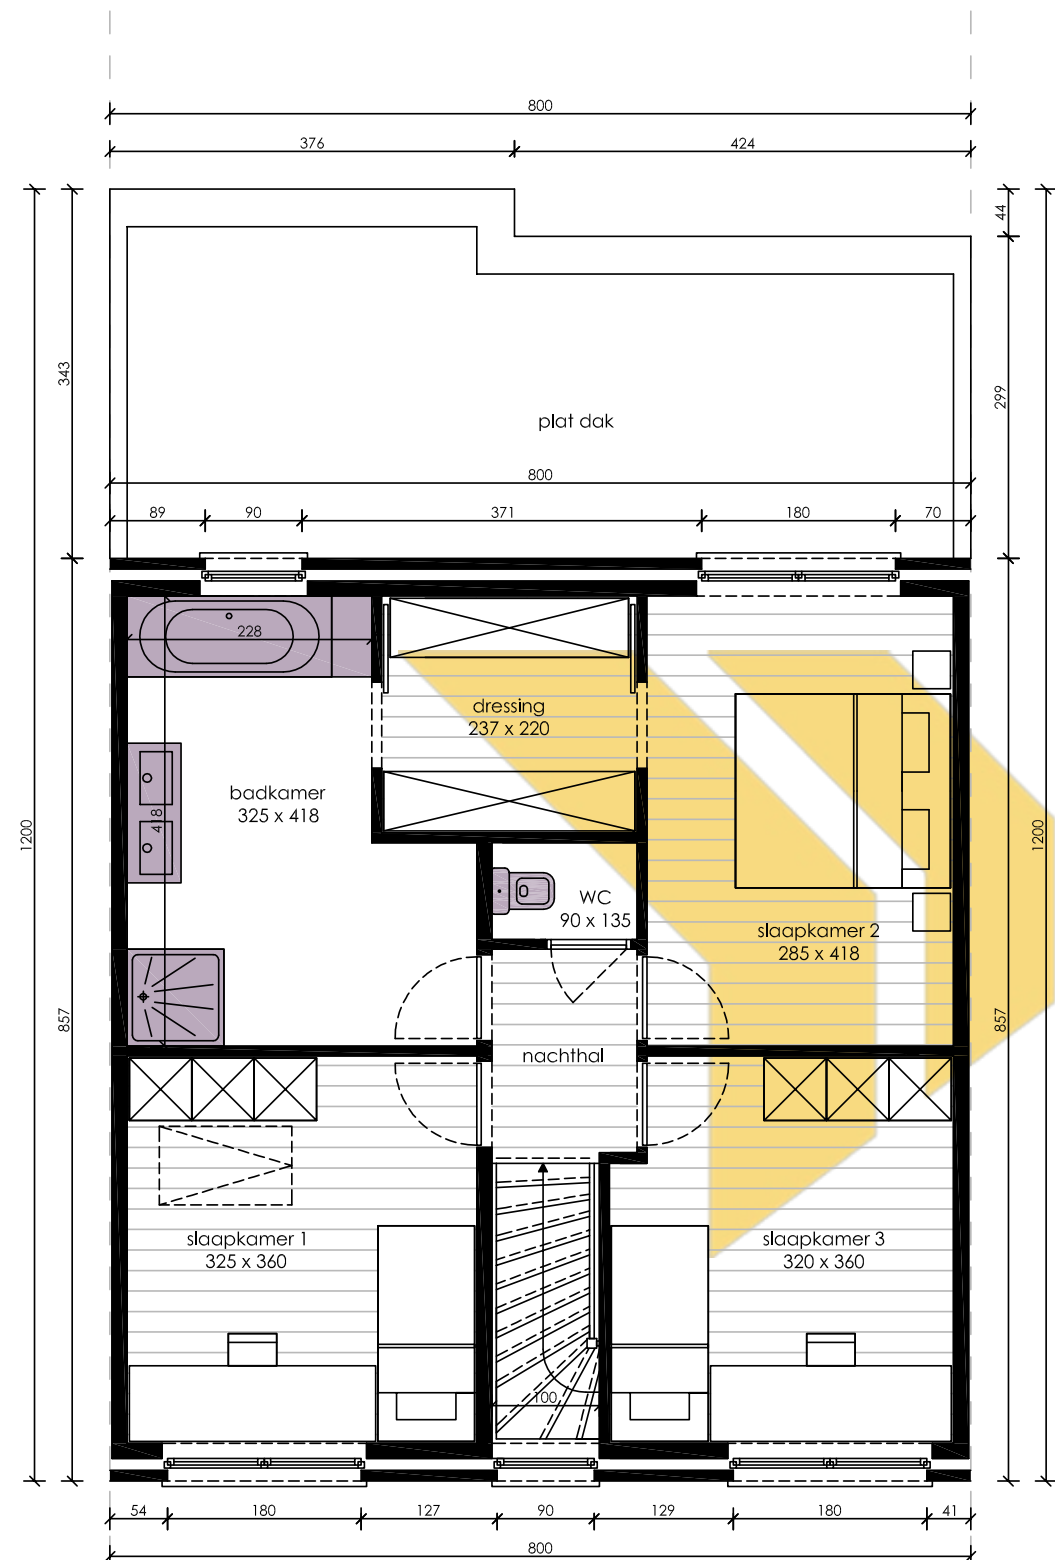 800
376
424
44
343
299
plat dak
800
89
90
371
180
70
228
dressing
237 x 220
badkamer
325 x 418
418
1200
1200
WC
90 x 135
slaapkamer 2
285 x 418
857
857
nachthal
slaapkamer 1
325 x 360
slaapkamer 3
320 x 360
100
54
180
127
90
129
180
41
800